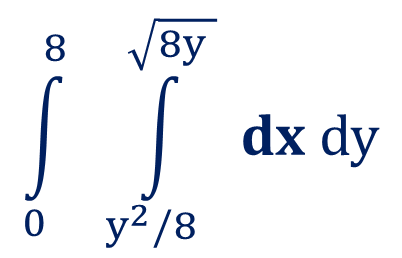 8 √8y
∫ ∫ dx dy
0 y²/8